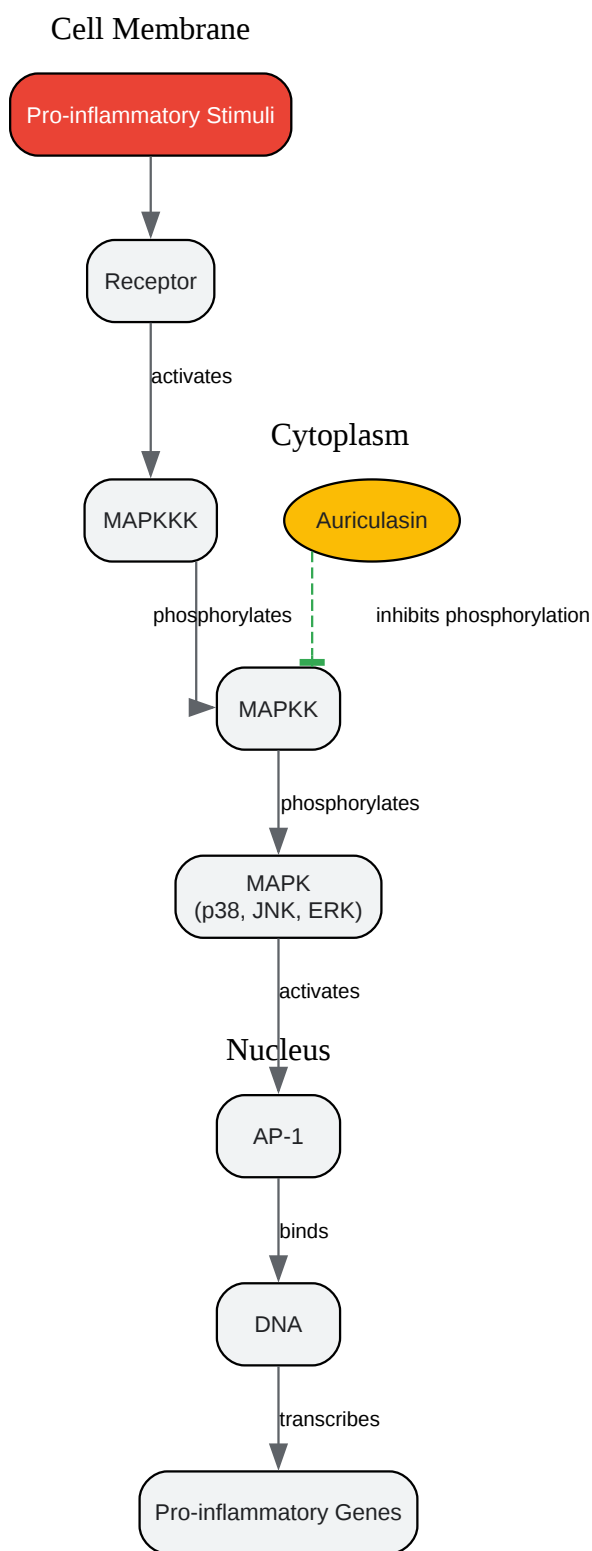 Cell Membrane
Pro-inflammatory Stimuli
Receptor
activates
Cytoplasm
MAPKKK
Auriculasin
phosphorylates
inhibits phosphorylation
MAPKK
phosphorylates
MAPK
(p38, JNK, ERK)
activates
Nucleus
AP-1
binds
DNA
transcribes
Pro-inflammatory Genes